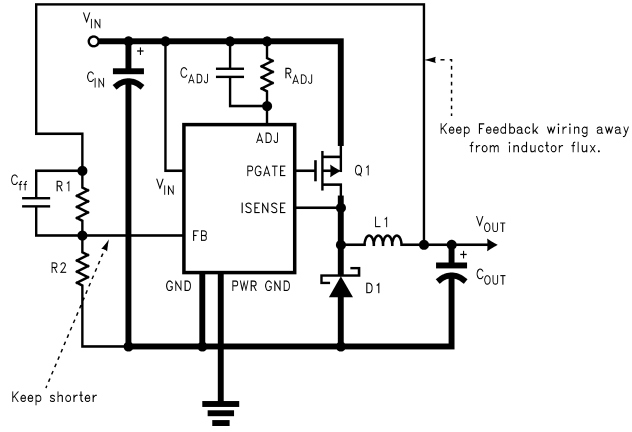 VIN
+
CIN
CADJ
RADJ
Keep Feedback wiring away
from inductor flux.
ADJ
PGATE
Q1
Cff
R1
VIN
ISENSE
L1
VOUT
FB
+
R2
GND
PWR GND
D1
COUT
Keep shorter